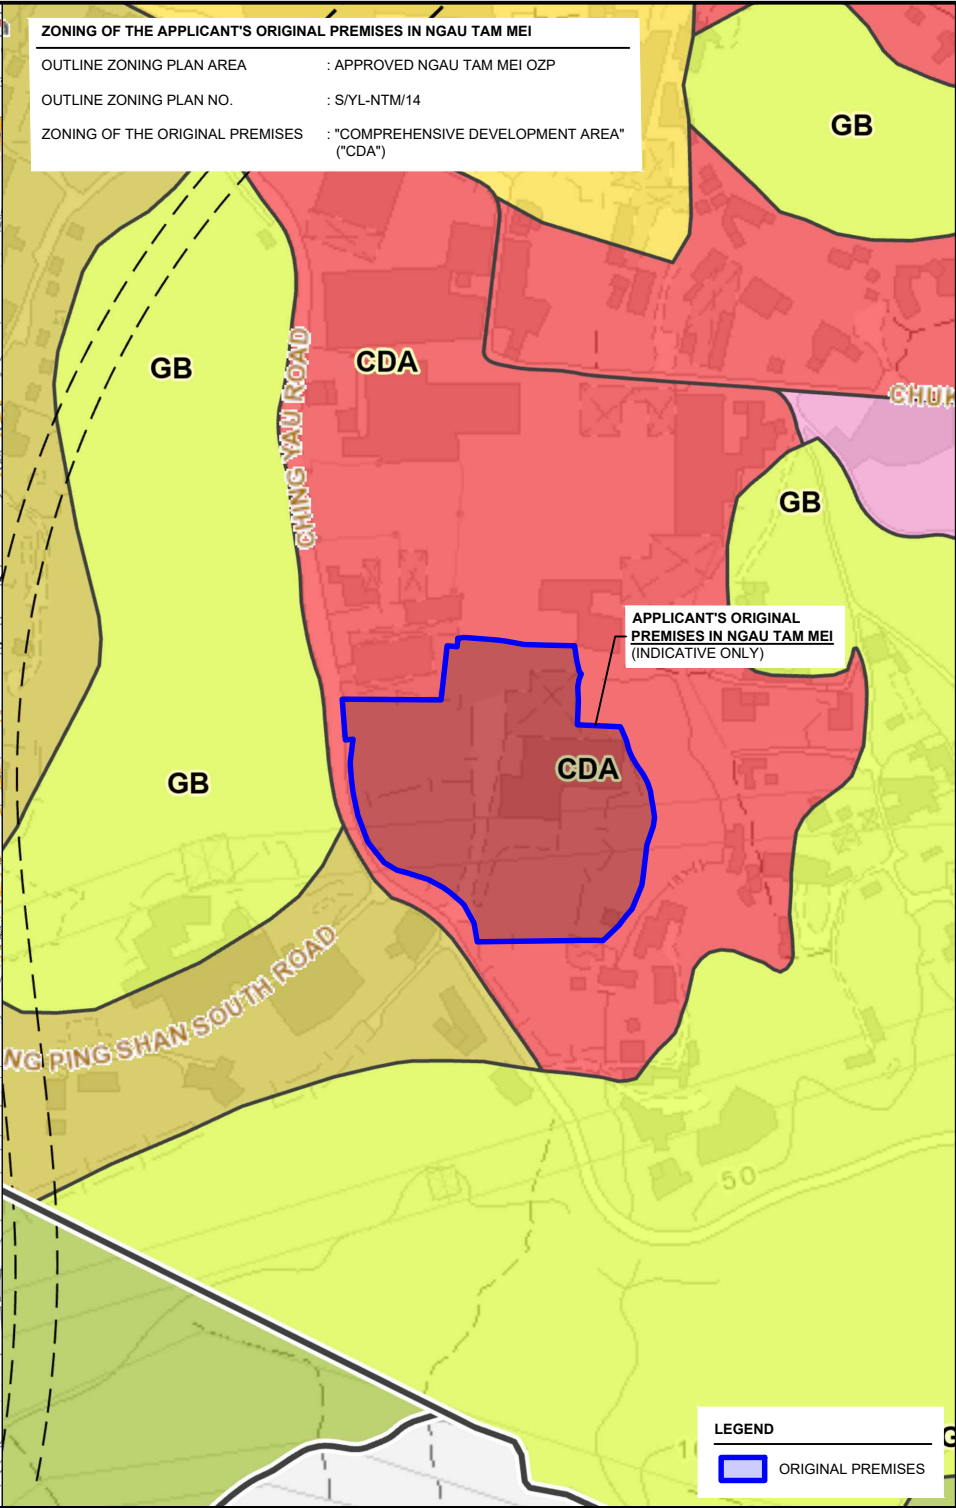 ZONING OF THE APPLICANT'S ORIGINAL PREMISES IN NGAU TAM MEI
OUTLINE ZONING PLAN AREA : APPROVED NGAU TAM MEI OZP
OUTLINE ZONING PLAN NO. : S/YL-NTM/14
ZONING OF THE ORIGINAL PREMISES : "COMPREHENSIVE DEVELOPMENT AREA"
("CDA")
GB
GB
CDA
CHING YAU ROAD
CHUK
GB
APPLICANT'S ORIGINAL
PREMISES IN NGAU TAM MEI
(INDICATIVE ONLY)
CDA
GB
NG PING SHAN SOUTH ROAD
50
LEGEND
ORIGINAL PREMISES